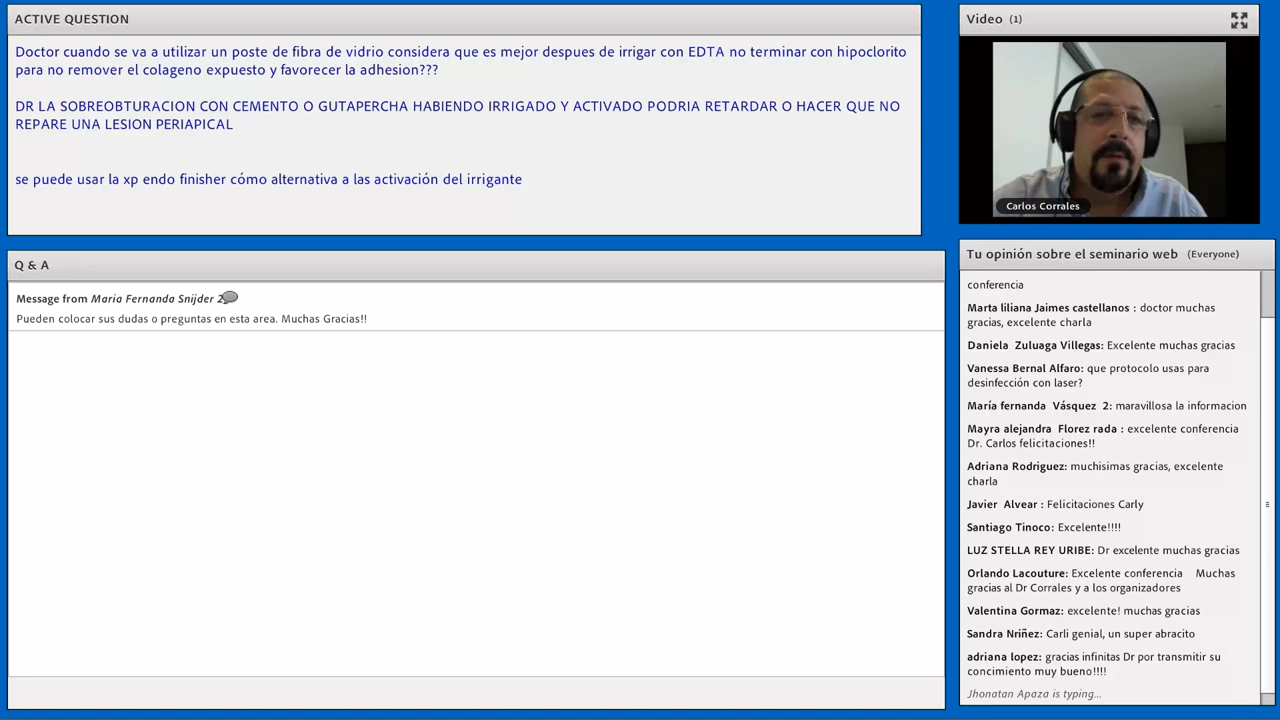 ACTIVE QUESTION
Doctor cuando se va a utilizar un poste de fibra de vidrio considera que es mejor despues de irrigar con EDTA no terminar con hipoclorito
para no remover el colageno expuesto y favorecer la adhesion???
DR LA SOBREOBTURACION CON CEMENTO O GUTAPERCHA HABIENDO IRRIGADO Y ACTIVADO PODRIA RETARDAR O HACER QUE NO
REPARE UNA LESION PERIAPICAL
se puede usar la xp endo finisher cómo alternativa a las activación del irrigante
Video (1)
Carlos Corrales
Q & A
Message from Maria Fernanda Snijder 2
Pueden colocar sus dudas o preguntas en esta area. Muchas Gracias!!
Tu opinión sobre el seminario web (Everyone)
conferencia
Marta liliana Jaimes castellanos : doctor muchas
gracias, excelente charla
Daniela Zuluaga Villegas: Excelente muchas gracias
Vanessa Bernal Alfaro: que protocolo usas para
desinfección con laser?
María fernanda Vásquez 2: maravillosa la informacion
Mayra alejandra Florez rada : excelente conferencia
Dr. Carlos felicitaciones!!
Adriana Rodriguez: muchisimas gracias, excelente
charla
Javier Alvear : Felicitaciones Carly
Santiago Tinoco: Excelente!!!!
LUZ STELLA REY URIBE: Dr excelente muchas gracias
Orlando Lacouture: Excelente conferencia Muchas
gracias al Dr Corrales y a los organizadores
Valentina Gormaz: excelente! muchas gracias
Sandra Nriñez: Carli genial, un super abracito
adriana lopez: gracias infinitas Dr por transmitir su
concimiento muy bueno!!!!
Jhonatan Apaza is typing...